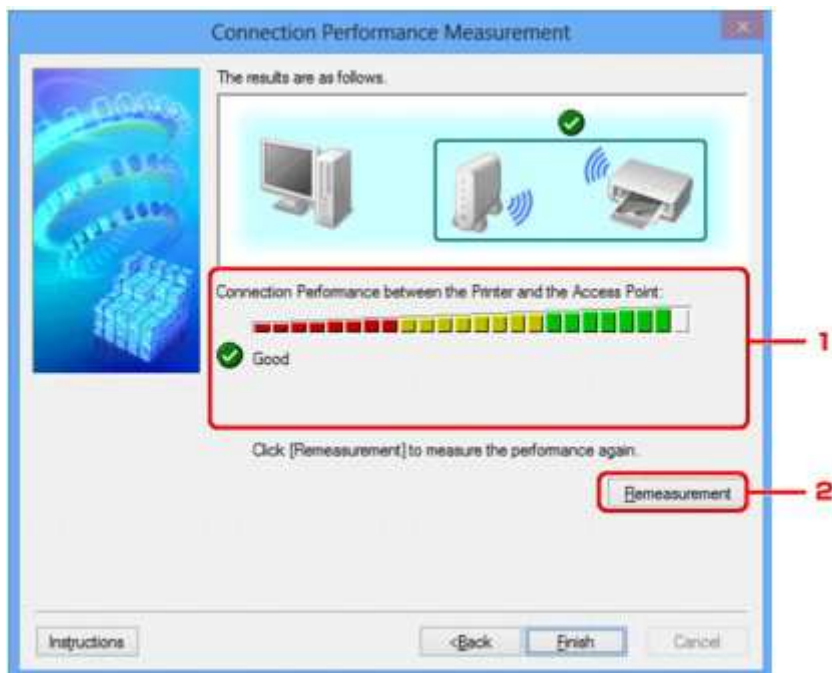 Connection Performance Measurement
x
The results are as follows.
Connection Performance between the Printer and the Access Point:
1
Good
Click [Remeasurement] to measure the performance again.
Remeasurement
2
Instructions
<Back
Finish
Cancel